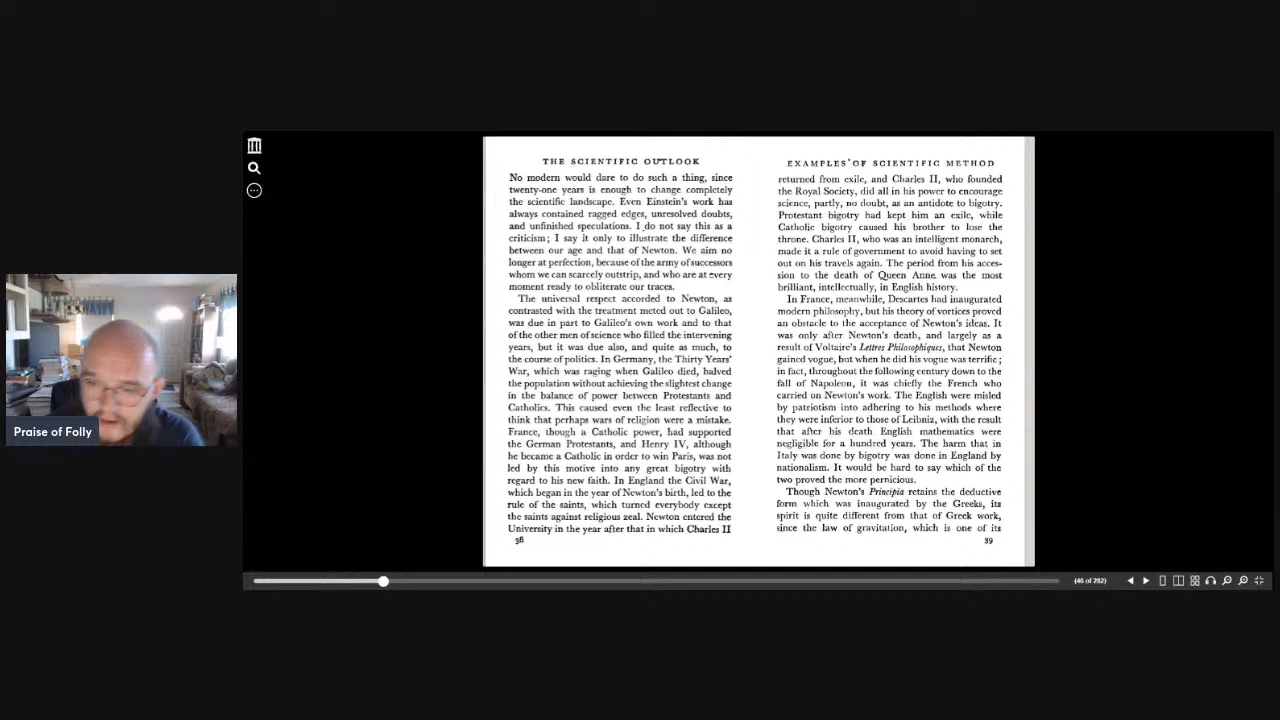 THE SCIENTIFIC OUTLOOK
No modern would dare to do such a thing, since
twenty-one years is enough to change completely
the scientific landscape. Even Einstein's work has
always contained ragged edges, unresolved doubts,
and unfinished speculations. I do not say this as a
criticism; I say it only to illustrate the difference
between our age and that of Newton. We aim no
longer at perfection, because of the army of successors
whom we can scarcely outstrip, and who are at every
moment ready to obliterate our traces.
The universal respect accorded to Newton, as
contrasted with the treatment meted out to Galileo,
was due in part to Galileo's own work and to that
of the other men of science who filled the intervening
years, but it was due also, and quite as much, to
the course of politics. In Germany, the Thirty Years'
War, which was raging when Galileo died, halved
the population without achieving the slightest change
in the balance of power between Protestants and
Catholics. This caused even the least reflective to
think that perhaps wars of religion were a mistake.
France, though a Catholic power, had supported
the German Protestants, and Henry IV, although
he became a Catholic in order to win Paris, was not
led by this motive into any great bigotry with
regard to his new faith. In England the Civil War,
which began in the year of Newton's birth, led to the
rule of the saints, which turned everybody except
the saints against religious zeal. Newton entered the
University in the year after that in which Charles II
38
EXAMPLES OF SCIENTIFIC METHOD
returned from exile, and Charles II, who founded
the Royal Society, did all in his power to encourage
science, partly, no doubt, as an antidote to bigotry.
Protestant bigotry had kept him an exile, while
Catholic bigotry caused his brother to lose the
throne. Charles II, who was an intelligent monarch,
made it a rule of government to avoid having to set
out on his travels again. The period from his acces-
sion to the death of Queen Anne was the most
brilliant, intellectually, in English history.
In France, meanwhile, Descartes had inaugurated
modern philosophy, but his theory of vortices proved
an obstacle to the acceptance of Newton's ideas. It
was only after Newton's death, and largely as a
result of Voltaire's Lettres Philosophiques, that Newton
gained vogue, but when he did his vogue was terrific;
in fact, throughout the following century down to the
fall of Napoleon, it was chiefly the French who
carried on Newton's work. The English were misled
by patriotism into adhering to his methods where
they were inferior to those of Leibniz, with the result
that after his death English mathematics were
negligible for a hundred years. The harm that in
Italy was done by bigotry was done in England by
nationalism. It would be hard to say which of the
two proved the more pernicious.
Though Newton's Principia retains the deductive
form which was inaugurated by the Greeks, its
spirit is quite different from that of Greek work,
since the law of gravitation, which is one of its
39
Praise of Folly
(46 of 282)